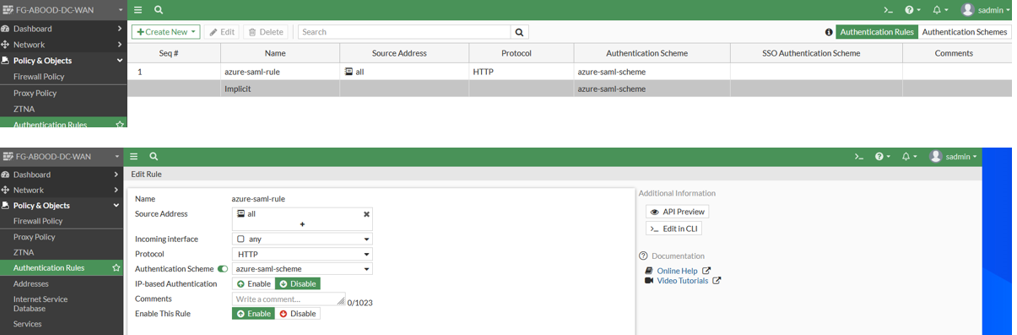 FG-ABOOD-DC-WAN
sadmin
Dashboard
Network
Policy & Objects
Firewall Policy
Proxy Policy
ZTNA
Authentication Rules
+Create New Edit Delete Search Authentication Rules Authentication Schemes
Seq # Name Source Address Protocol Authentication Scheme SSO Authentication Scheme Comments
1 azure-saml-rule all HTTP azure-saml-scheme
Implicit azure-saml-scheme
FG-ABOOD-DC-WAN
sadmin
Dashboard
Network
Policy & Objects
Firewall Policy
Proxy Policy
ZTNA
Authentication Rules
Addresses
Internet Service
Database
Services
Edit Rule
Name azure-saml-rule
Source Address all
+
Incoming interface any
Protocol HTTP
Authentication Scheme azure-saml-scheme
IP-based Authentication Enable Disable
Comments Write a comment... 0/1023
Enable This Rule Enable Disable
Additional Information
API Preview
>_ Edit in CLI
Documentation
Online Help
Video Tutorials